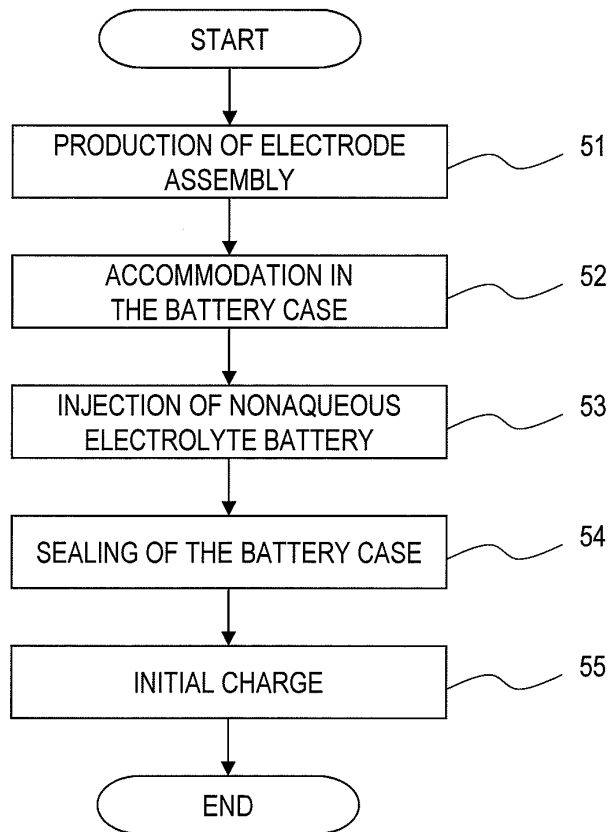 START
PRODUCTION OF ELECTRODE
ASSEMBLY
51
ACCOMMODATION IN
THE BATTERY CASE
52
INJECTION OF NONAQUEOUS
ELECTROLYTE BATTERY
53
SEALING OF THE BATTERY CASE
54
INITIAL CHARGE
55
END